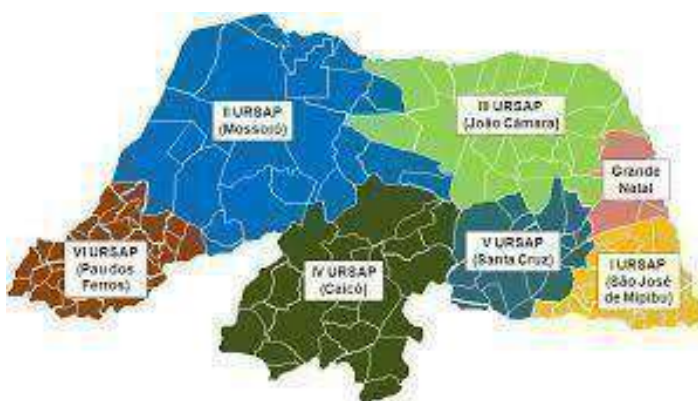 II URSAP
(Mossoró)
III URSAP
(João Câmara)
Grande
Natal
VI URSAP
(Pau dos
Ferros)
IV URSAP
(Caicó)
V URSAP
(Santa Cruz)
I URSAP
(São José
de Mipibu)